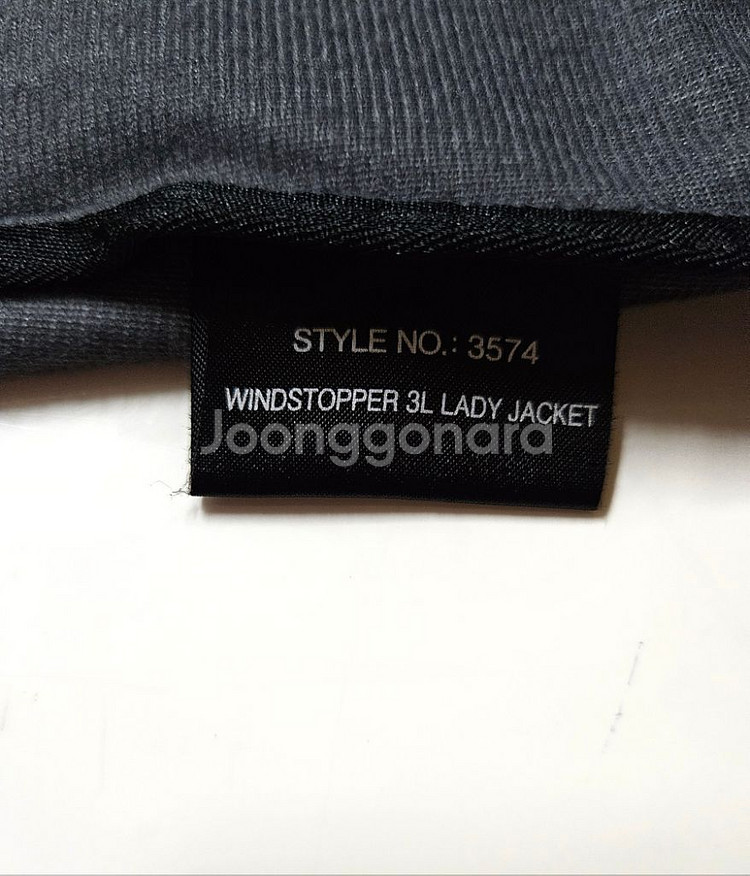 STYLE NO.: 3574
WINDSTOPPER 3L LADY JACKET
Joonggonara